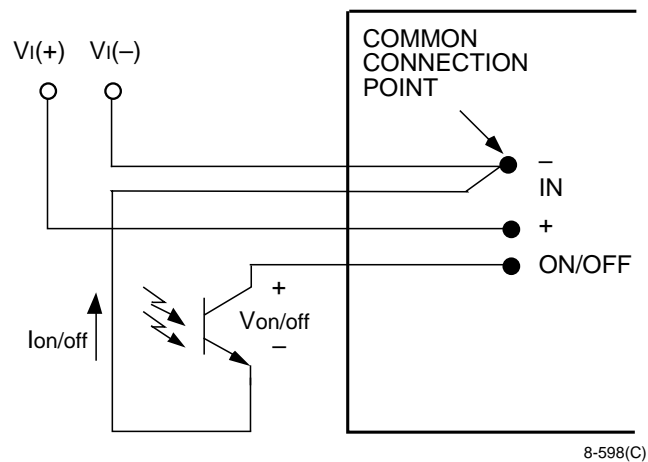 VI(+) VI(–)
COMMON
CONNECTION
POINT
–
IN
+
ON/OFF
+
Von/off
–
Ion/off
8-598(C)